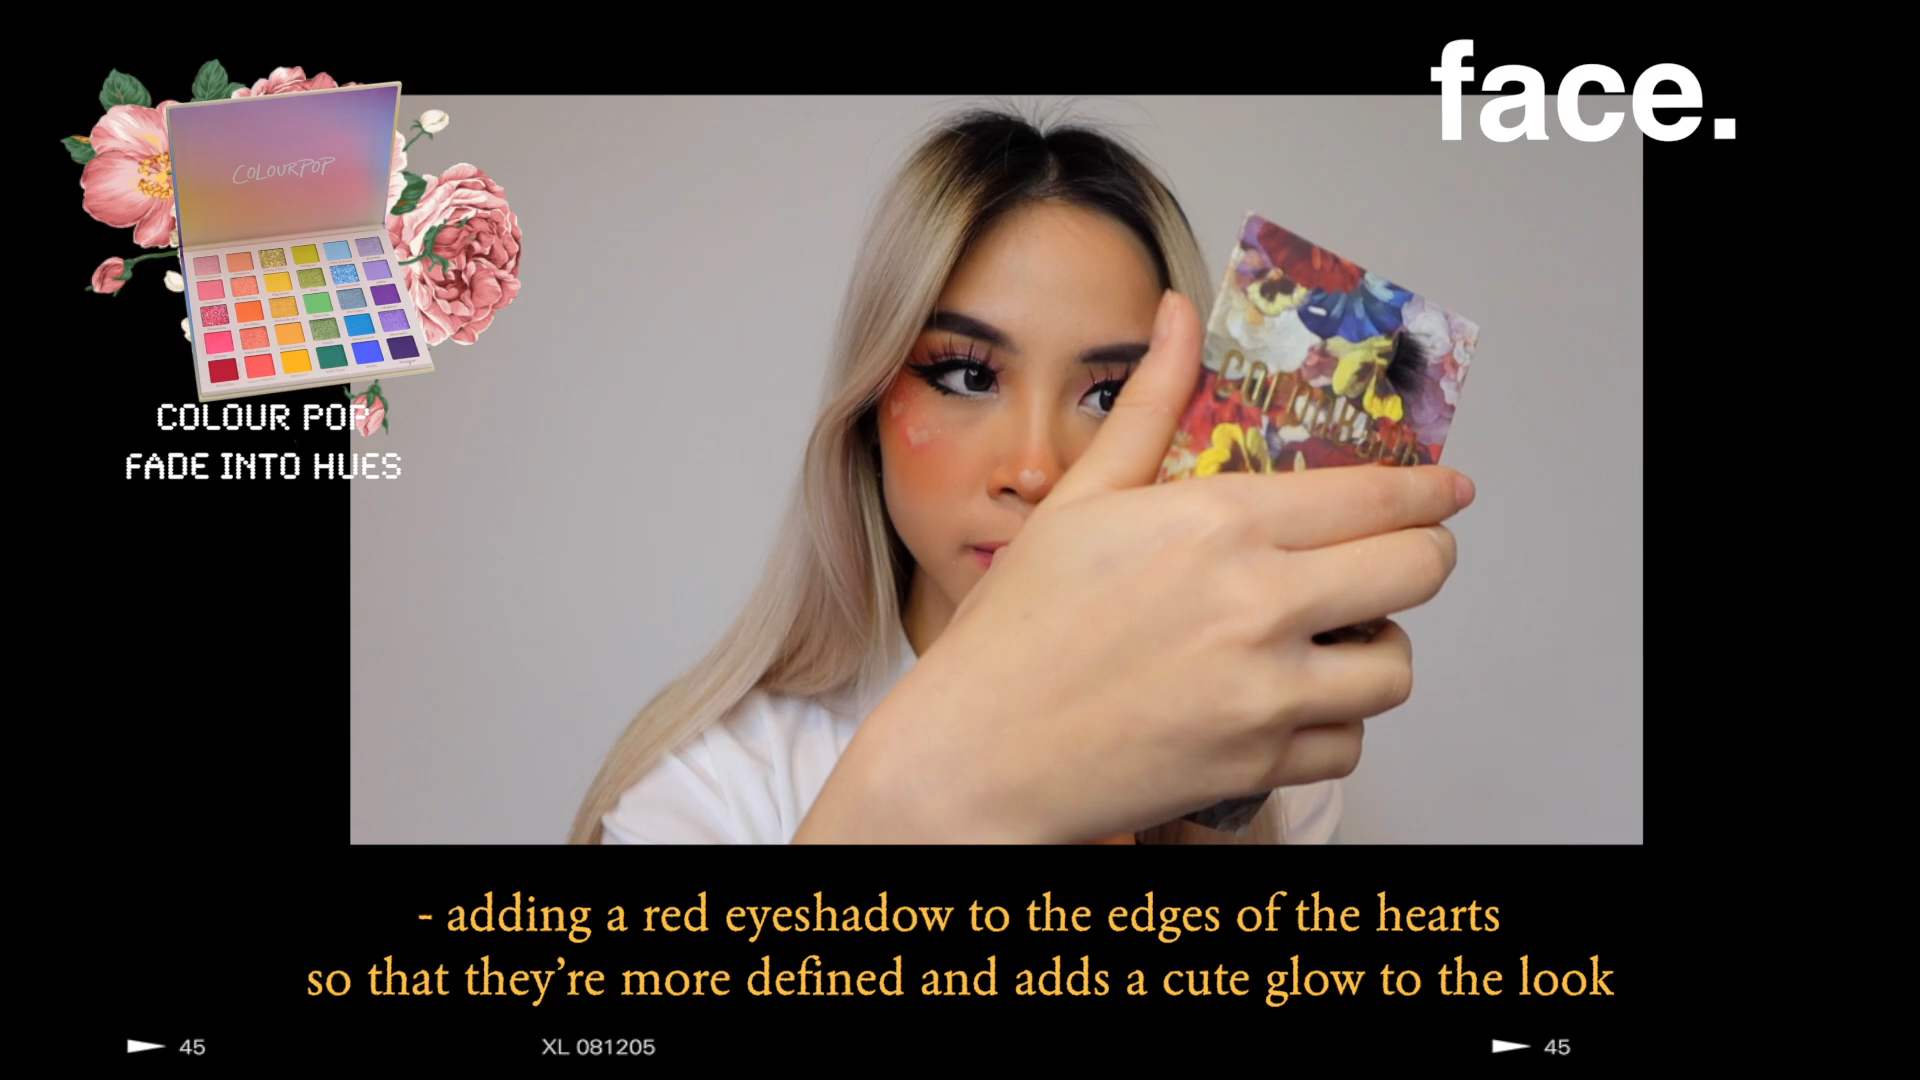 face.
COLOURPOP
COLOUR POP
FADE INTO HUES
- adding a red eyeshadow to the edges of the hearts
so that they’re more defined and adds a cute glow to the look
45
XL 081205
45